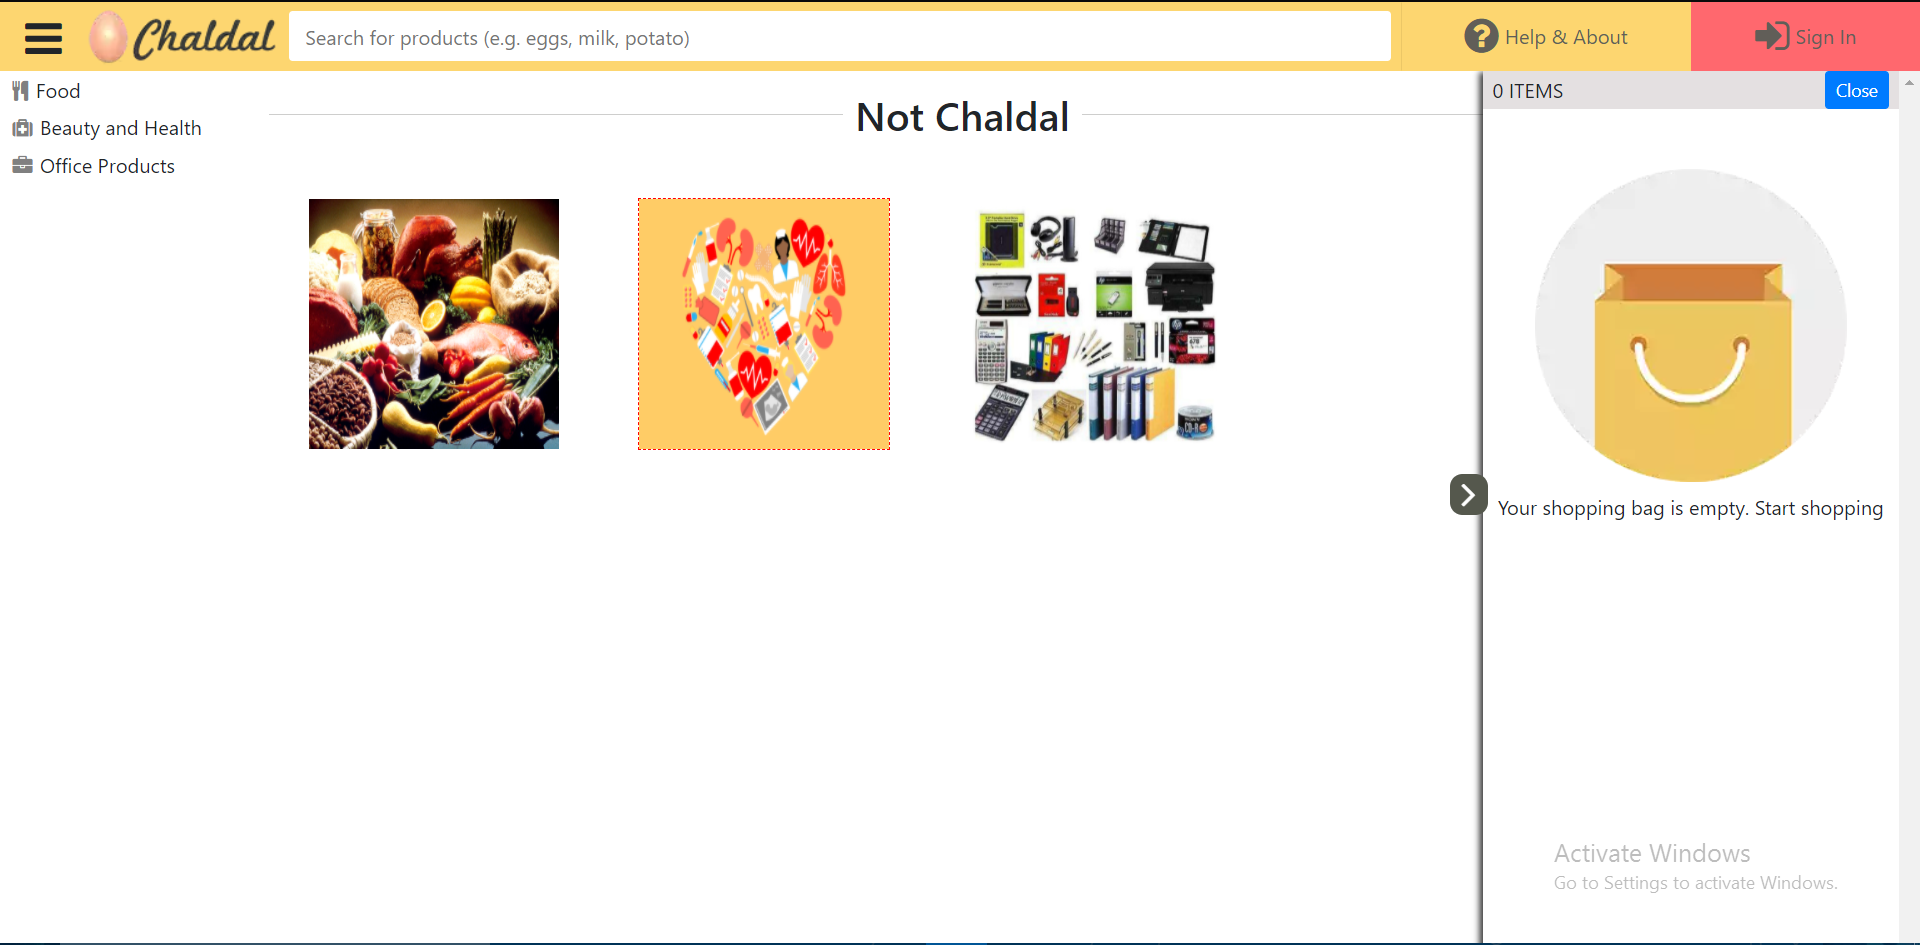 Chaldal
Search for products (e.g. eggs, milk, potato)
Help & About
Sign In
Food
Beauty and Health
Office Products
Not Chaldal
0 ITEMS
Close
Your shopping bag is empty. Start shopping
Activate Windows
Go to Settings to activate Windows.